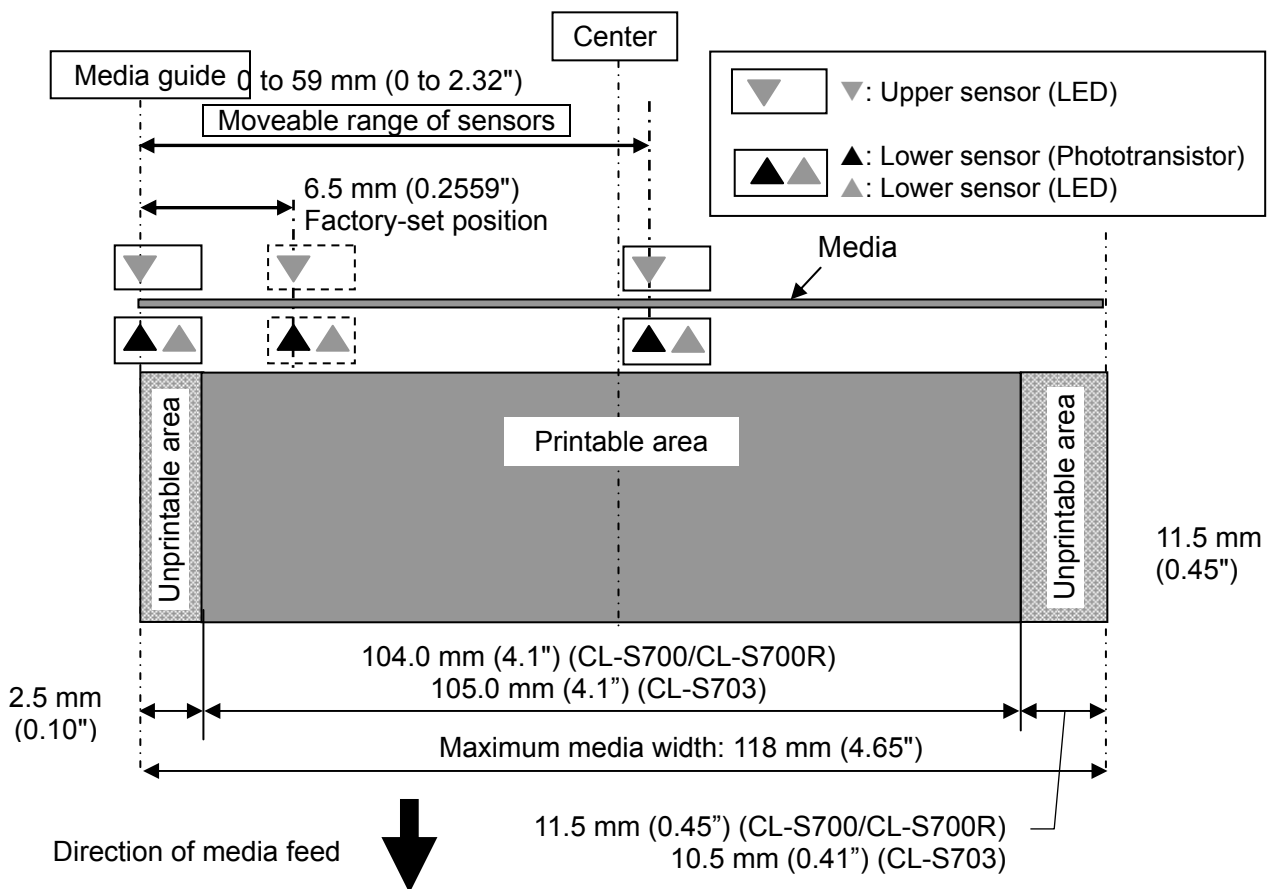 Center
Media guide
0 to 59 mm (0 to 2.32")
Moveable range of sensors
6.5 mm (0.2559")
Factory-set position
: Upper sensor (LED)
: Lower sensor (Phototransistor)
: Lower sensor (LED)
Media
Unprintable area
Printable area
Unprintable area
11.5 mm
(0.45")
104.0 mm (4.1") (CL-S700/CL-S700R)
105.0 mm (4.1”) (CL-S703)
2.5 mm
(0.10")
Maximum media width: 118 mm (4.65")
11.5 mm (0.45”) (CL-S700/CL-S700R)
10.5 mm (0.41”) (CL-S703)
Direction of media feed